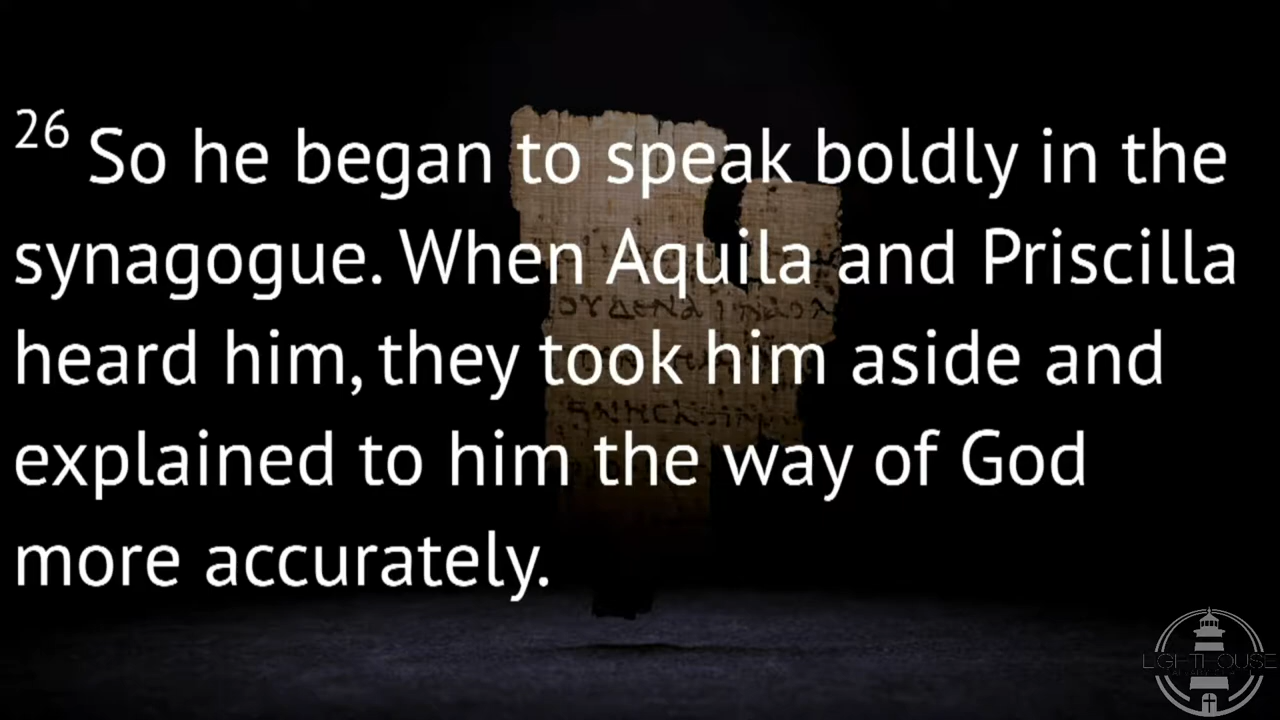 26 So he began to speak boldly in the
synagogue. When Aquila and Priscilla
heard him, they took him aside and
explained to him the way of God
more accurately.
LIGHTHOUSE